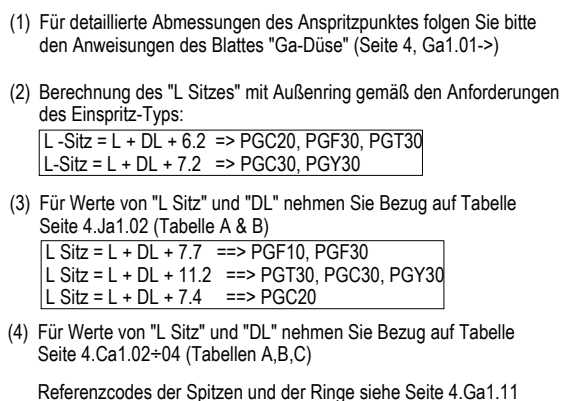 (1) Für detaillierte Abmessungen des Anspritzpunktes folgen Sie bitte
den Anweisungen des Blattes "Ga-Düse" (Seite 4, Ga1.01->)
(2) Berechnung des "L Sitzes" mit Außenring gemäß den Anforderungen
des Einspritz-Typs:
L -Sitz = L + DL + 6.2 => PGC20, PGF30, PGT30
L-Sitz = L + DL + 7.2 => PGC30, PGY30
(3) Für Werte von "L Sitz" und "DL" nehmen Sie Bezug auf Tabelle
Seite 4.Ja1.02 (Tabelle A & B)
L Sitz = L + DL + 7.7 ==> PGF10, PGF30
L Sitz = L + DL + 11.2 ==> PGT30, PGC30, PGY30
L Sitz = L + DL + 7.4 ==> PGC20
(4) Für Werte von "L Sitz" und "DL" nehmen Sie Bezug auf Tabelle
Seite 4.Ca1.02÷04 (Tabellen A,B,C)
Referenzcodes der Spitzen und der Ringe siehe Seite 4.Ga1.11